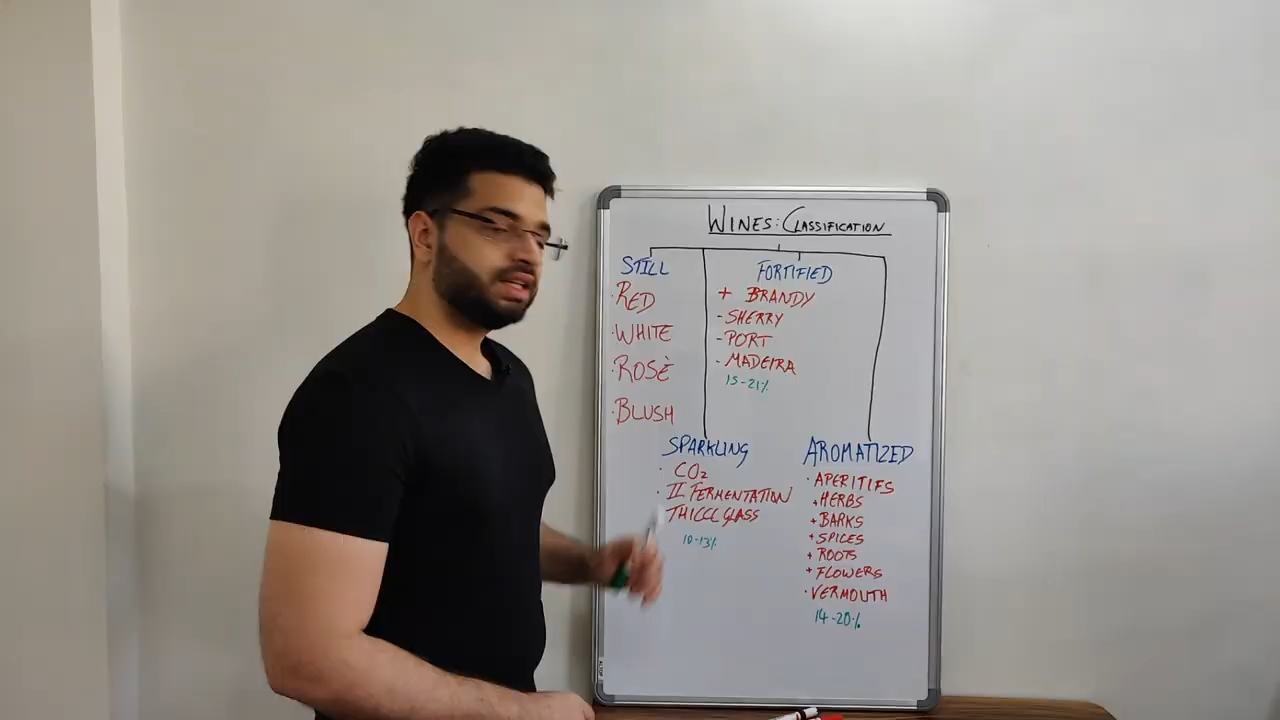 WINES: CLASSIFICATION
STILL
·RED
·WHITE
·ROSÈ
·BLUSH
FORTIFIED
+ BRANDY
-SHERRY
-PORT
-MADEIRA
15-21%
SPARKLING
· CO₂
· II FERMENTATION
THICCC GLASS
10-13%
AROMATIZED
·APERITIFS
+HERBS
+BARKS
+SPICES
+ROOTS
+FLOWERS
·VERMOUTH
14-20%